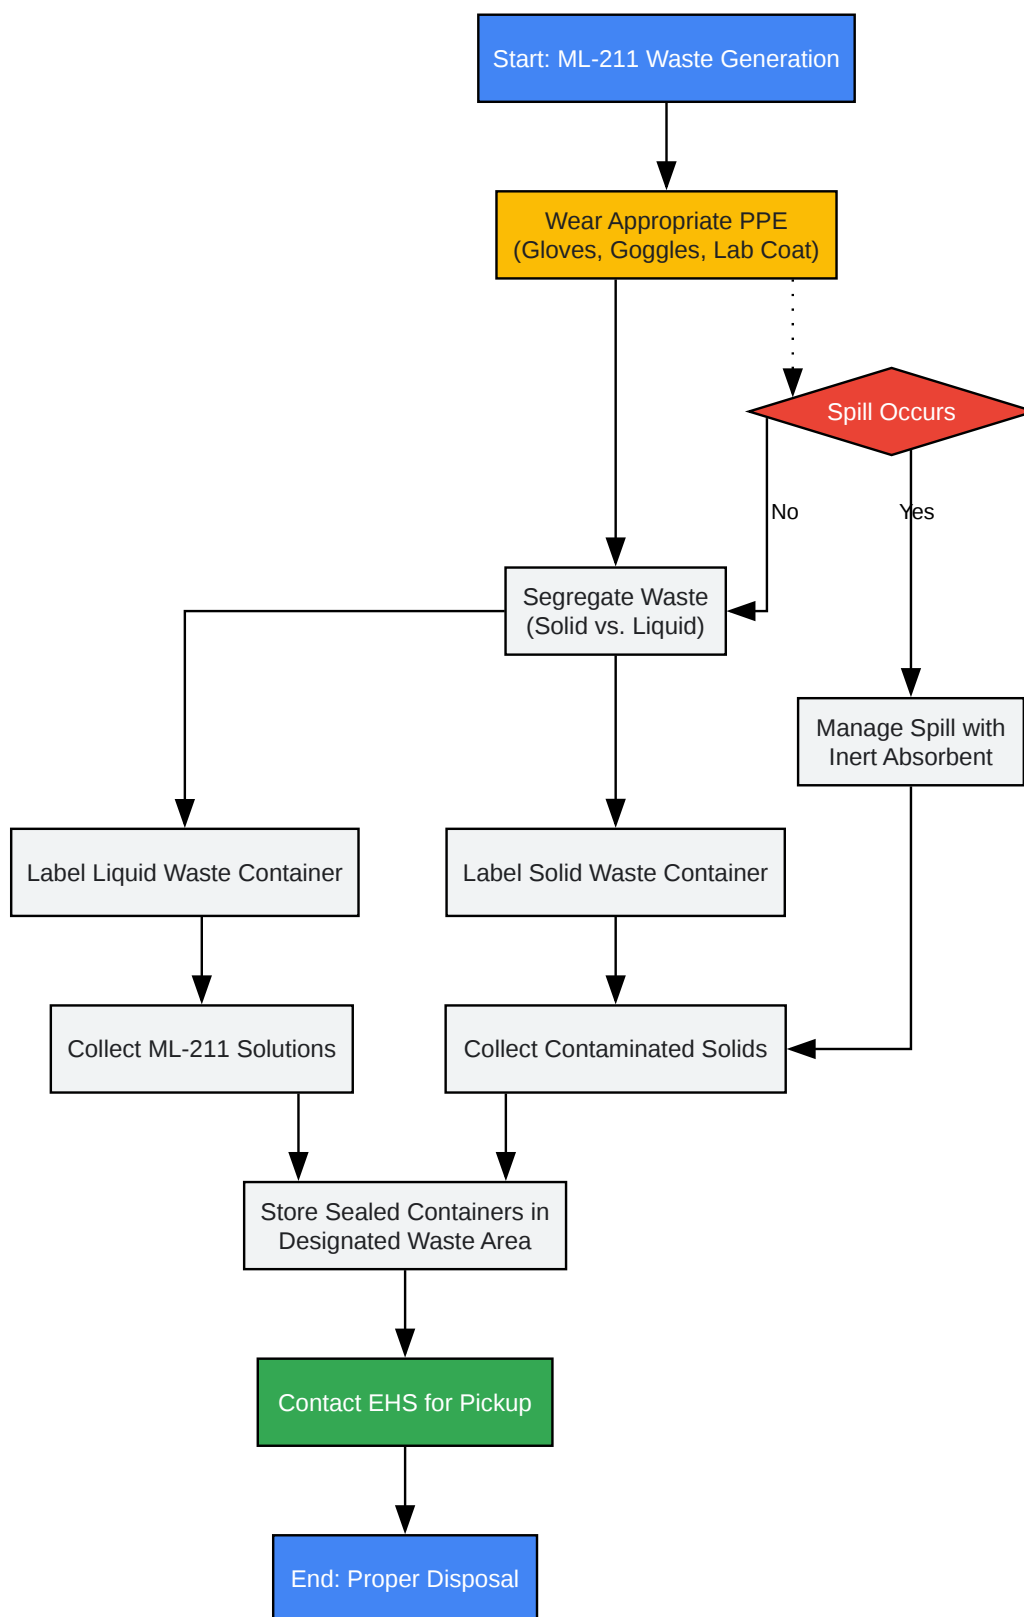 Start: ML-211 Waste Generation
Wear Appropriate PPE
(Gloves, Goggles, Lab Coat)
Spill Occurs
No
Yes
Segregate Waste
(Solid vs. Liquid)
Manage Spill with
Inert Absorbent
Label Liquid Waste Container
Label Solid Waste Container
Collect ML-211 Solutions
Collect Contaminated Solids
Store Sealed Containers in
Designated Waste Area
Contact EHS for Pickup
End: Proper Disposal